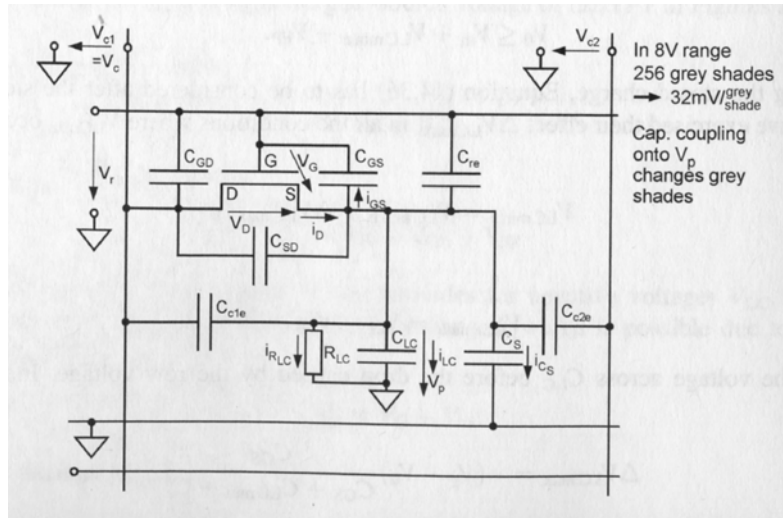 V_c1
=V_c
V_c2
In 8V range
256 grey shades
→ 32mV/grey shade
Cap. coupling
onto V_p
changes grey
shades
V_r
C_GD
G
V_G
C_GS
C_re
i_GS
D
S
V_D
i_D
C_SD
C_c1e
C_LC
C_S
C_c2e
i_RLC
R_LC
i_LC
V_p
i_CS